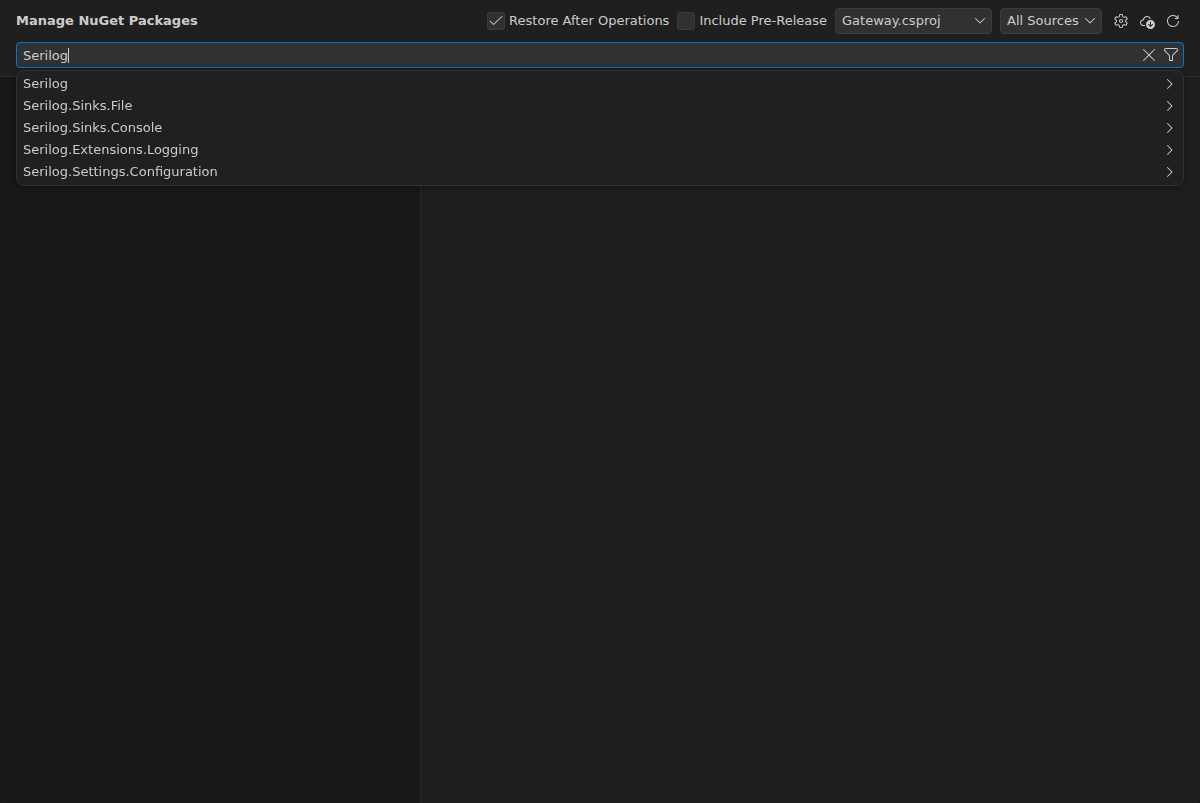 Manage NuGet Packages
Restore After Operations
Include Pre-Release
Gateway.csproj
All Sources
Serilog
Serilog
Serilog.Sinks.File
Serilog.Sinks.Console
Serilog.Extensions.Logging
Serilog.Settings.Configuration